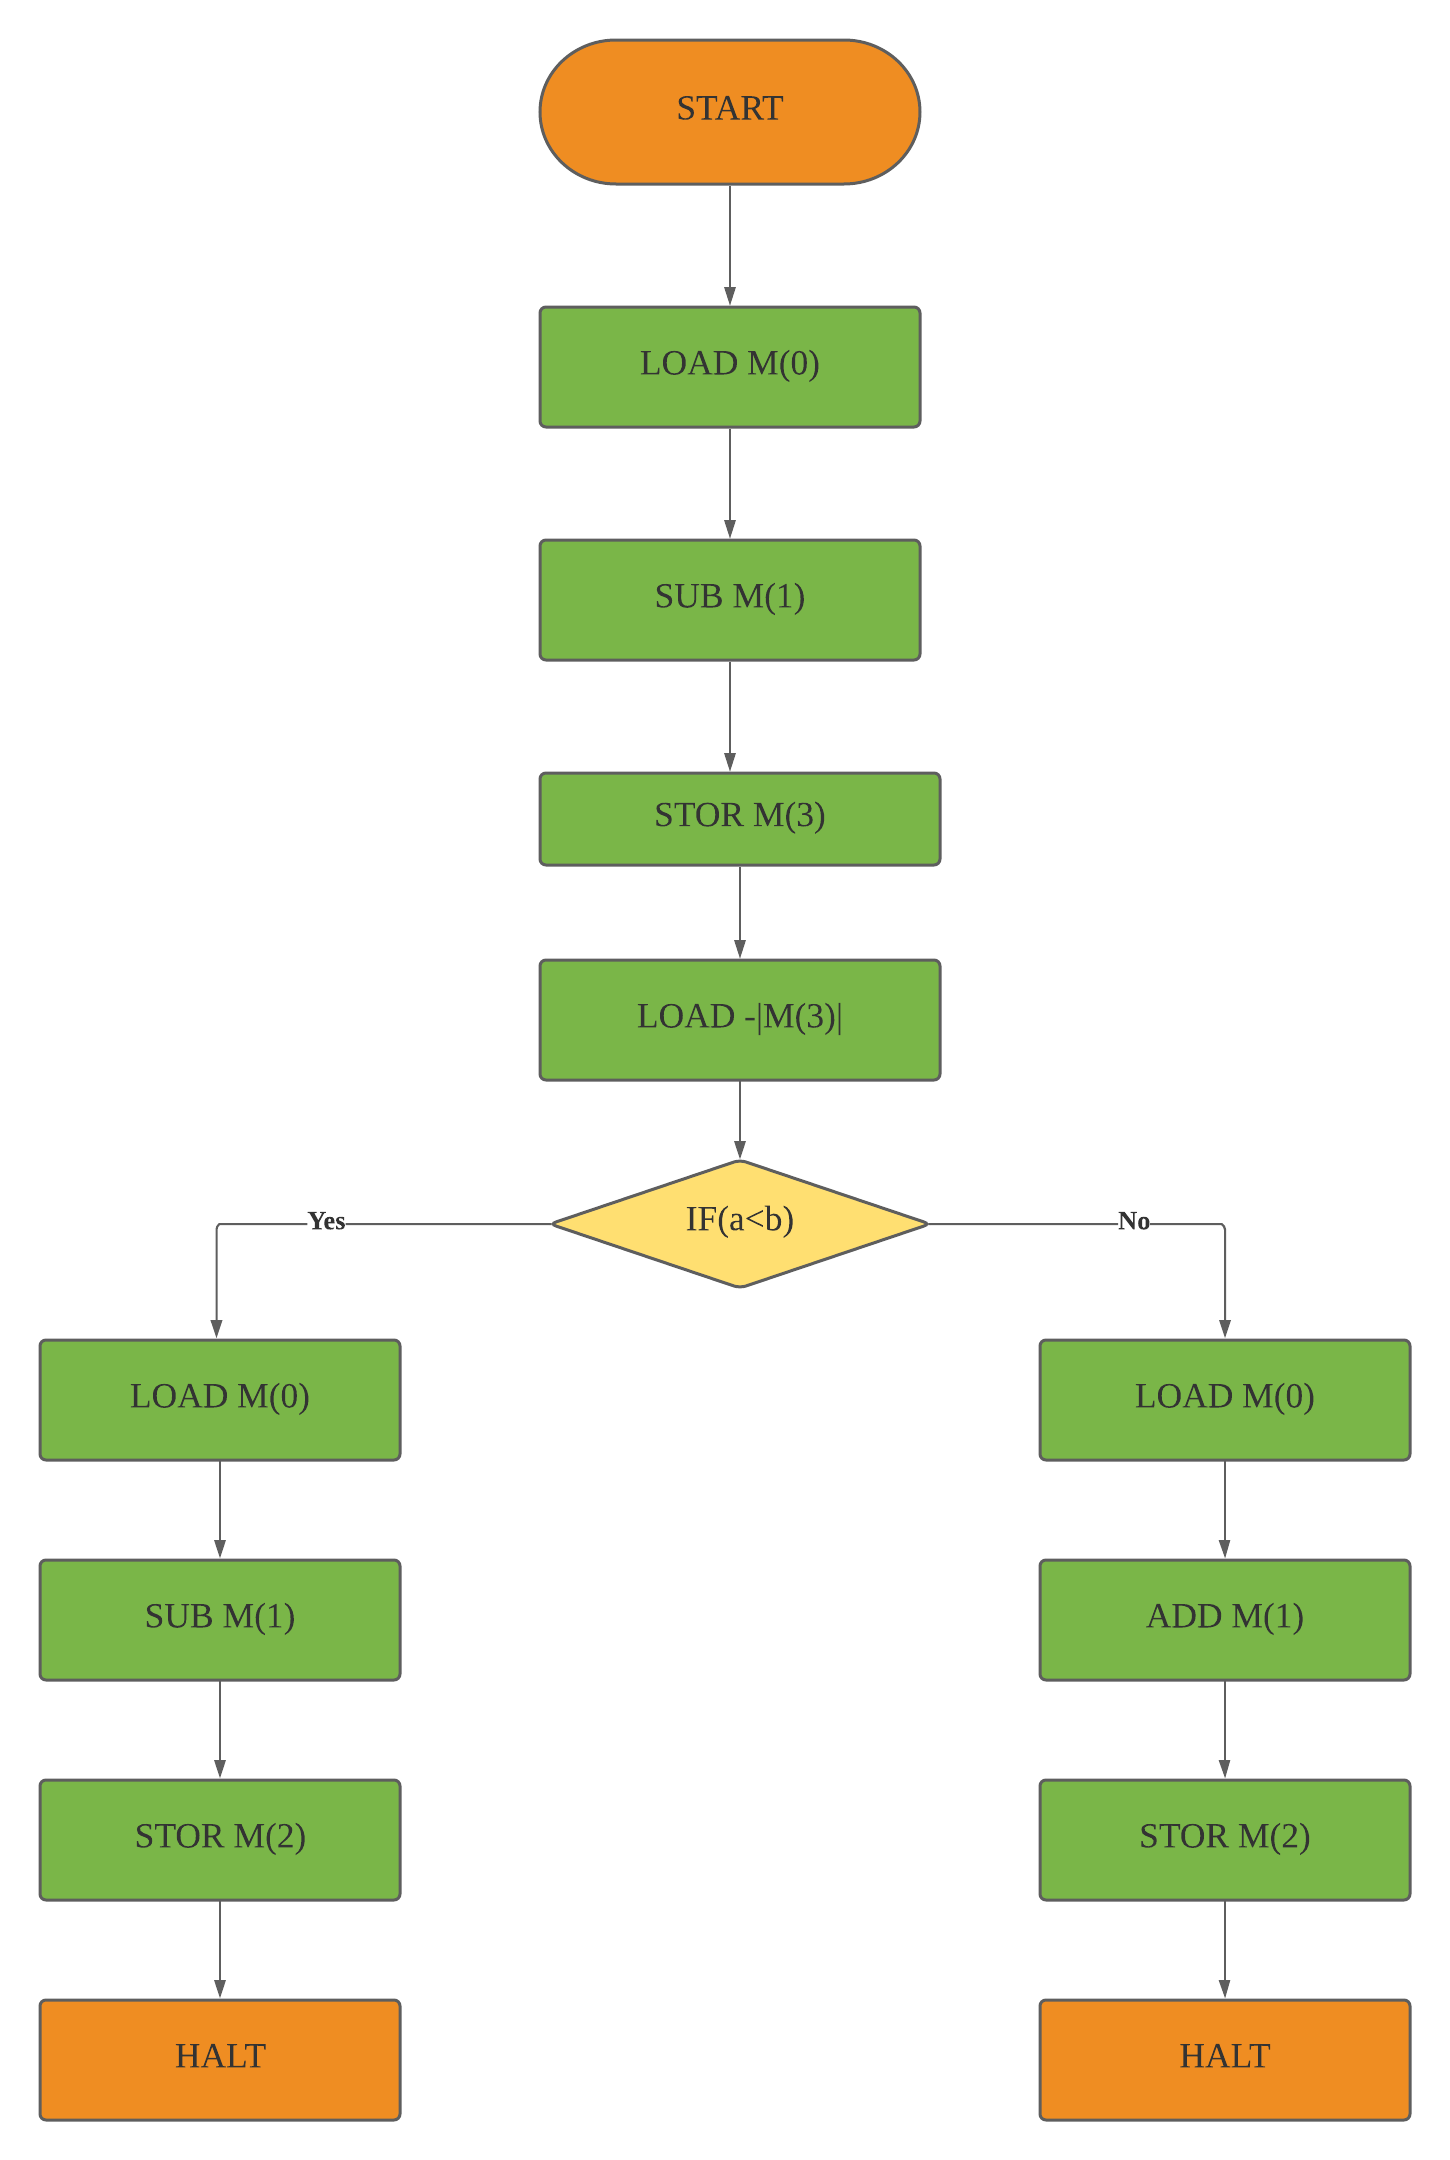 START
LOAD M(0)
SUB M(1)
STOR M(3)
LOAD -|M(3)|
IF(a<b)
Yes
No
LOAD M(0)
SUB M(1)
STOR M(2)
HALT
LOAD M(0)
ADD M(1)
STOR M(2)
HALT